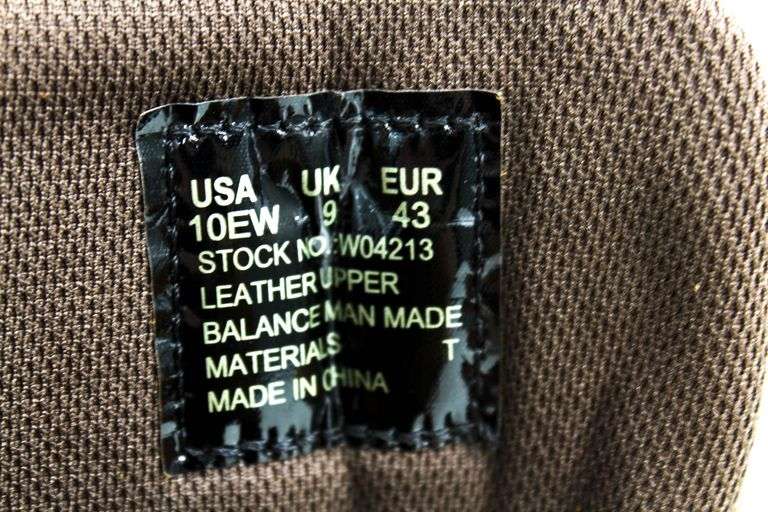 USA UK EUR
10EW 9 43
STOCK NO.EW04213
LEATHER UPPER
BALANCE MAN MADE
MATERIALS T
MADE IN CHINA